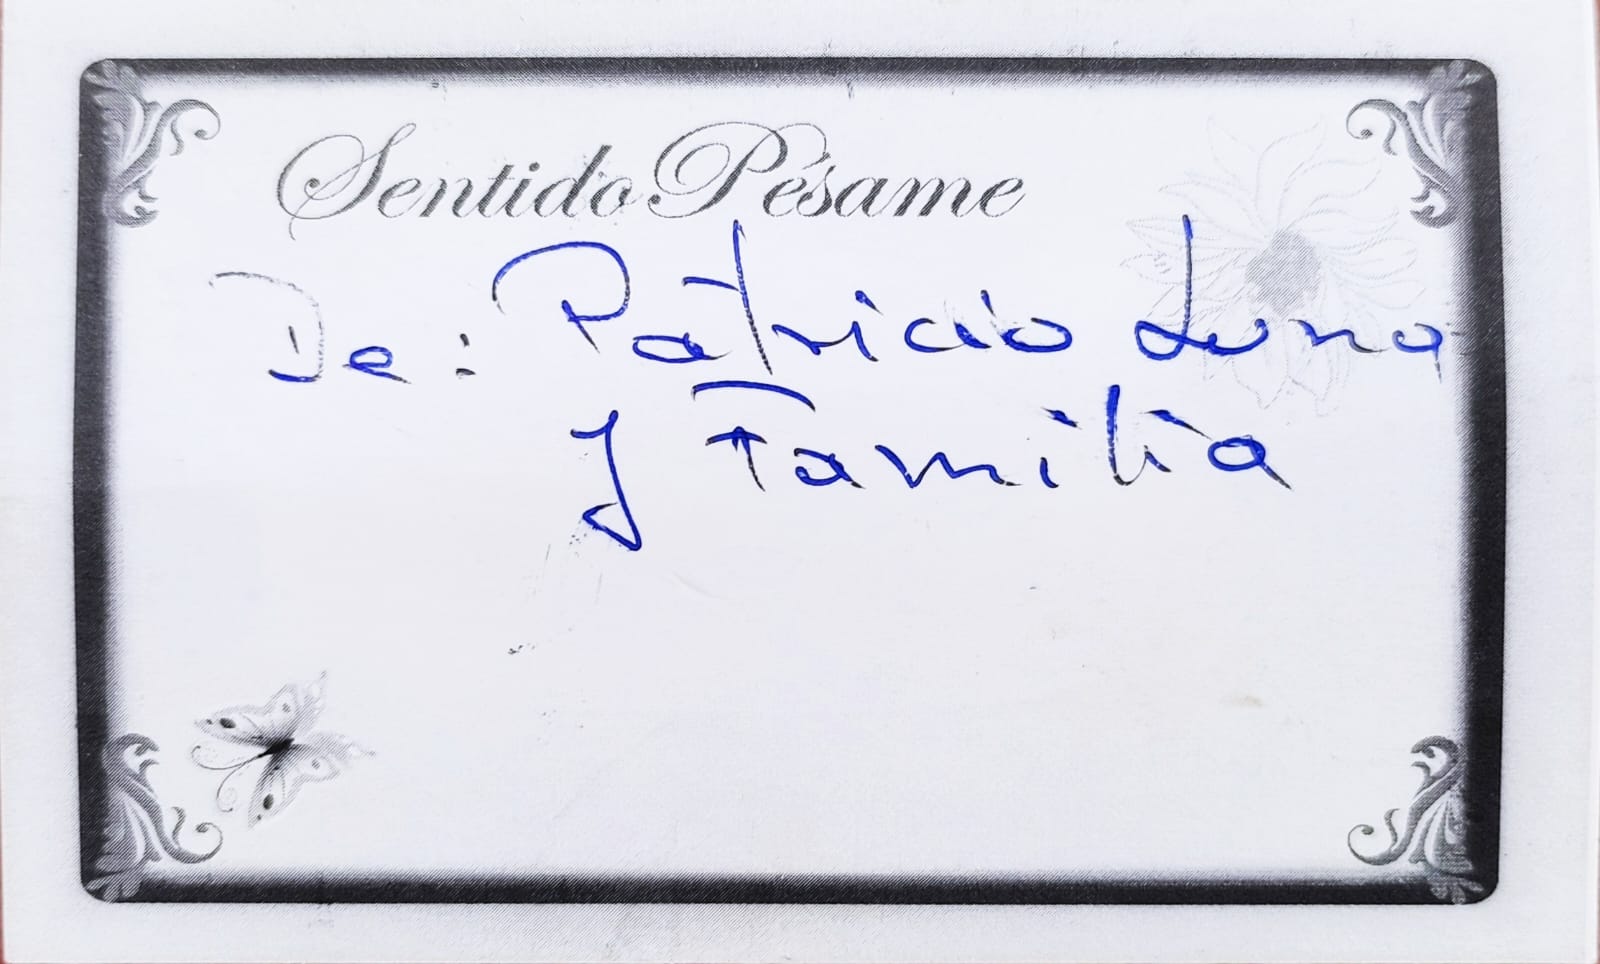 Sentido Pésame
De: Patricio Luna
y Familia